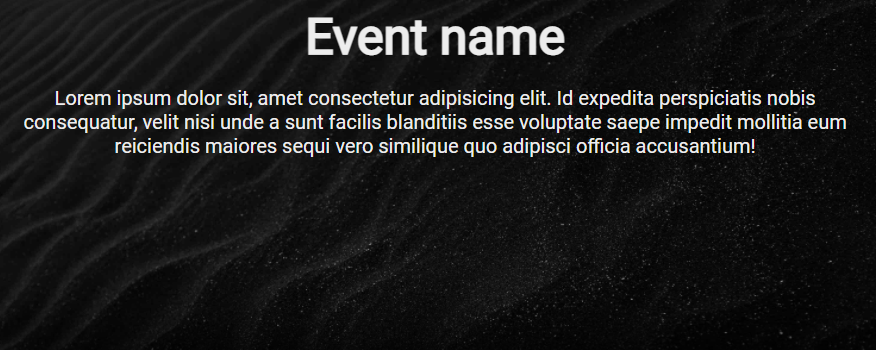 Event name
Lorem ipsum dolor sit, amet consectetur adipisicing elit. Id expedita perspiciatis nobis
consequatur, velit nisi unde a sunt facilis blanditiis esse voluptate saepe impedit mollitia eum
reiciendis maiores sequi vero similique quo adipisci officia accusantium!